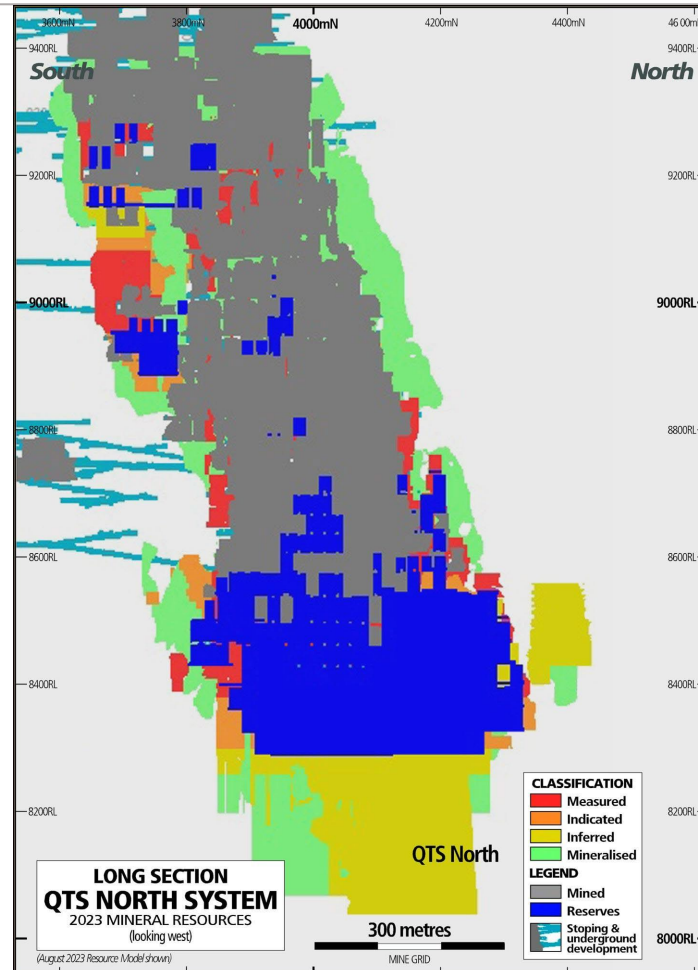 3600mN 3800mN 4000mN 4200mN 4400mN
9400RL 9400RL
South North
9200RL 9200RL
9000RL 9000RL
8800RL 8800RL
8600RL 8600RL
8400RL 8400RL
8200RL 8200RL
8000RL
QTS North
CLASSIFICATION
Measured
Indicated
Inferred
Mineralised
LEGEND
Mined
Reserves
Stoping &
underground
development
LONG SECTION
QTS NORTH SYSTEM
2023 MINERAL RESOURCES
(looking west)
(August 2023 Resource Model shown)
300 metres
MINE GRID